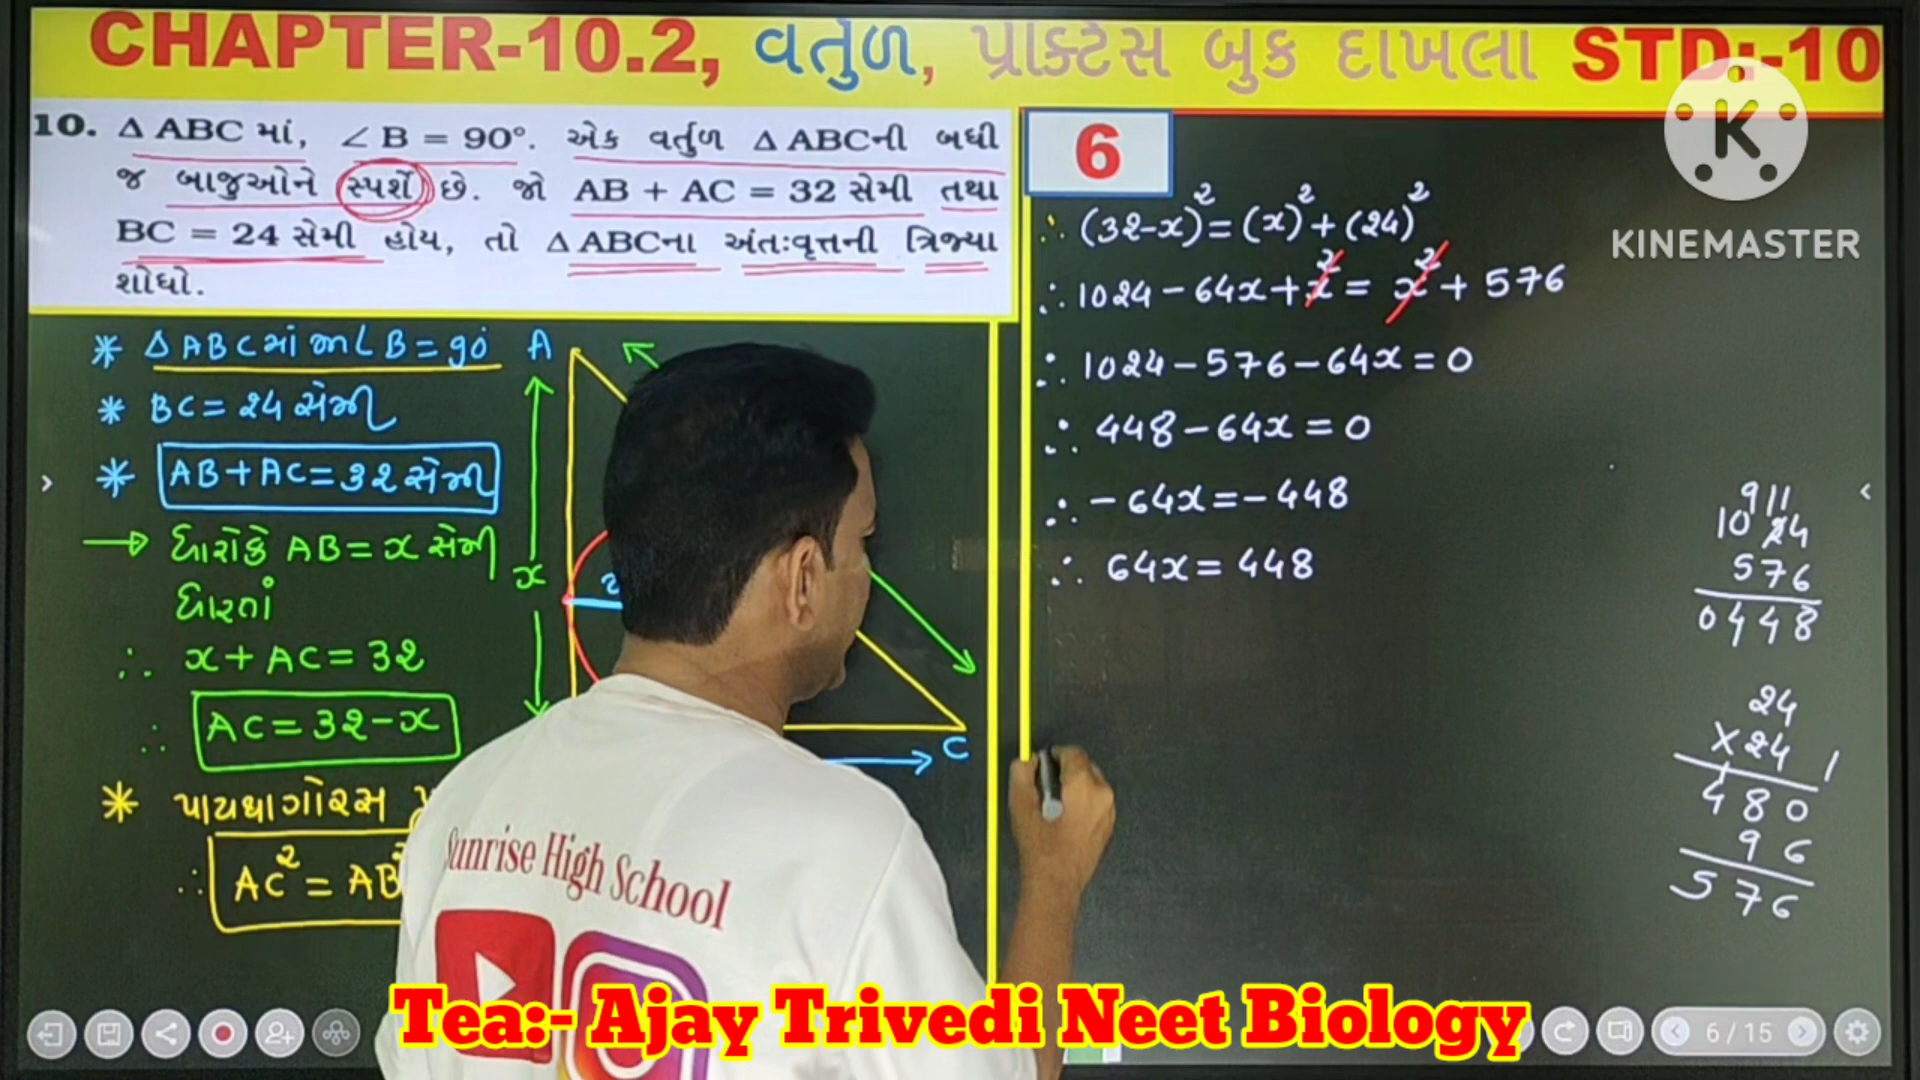 CHAPTER-10.2, વર્તુળ, પ્રેક્ટિસ બુક દાખલા STD:-10
10. Δ ABC માં, ∠B = 90°. એક વર્તુળ Δ ABCની બધી
જ બાજુઓને સ્પર્શે છે. જો AB + AC = 32 સેમી તથા
BC = 24 સેમી હોય, તો Δ ABCના અંતઃવૃત્તની ત્રિજ્યા
શોધો.
* Δ ABC માં ∠B = 90
* BC = 24 સેમી
* AB + AC = 32 સેમી
→ ધારોકે AB = x સેમી
ધારતાં
∴ x + AC = 32
∴ AC = 32 - x
* પાયથાગોરસ
∴ AC² = AB²
A
x
C
6
KINEMASTER
∴ (32-x)² = (x)² + (24)²
∴ 1024 - 64x + x² = x² + 576
∴ 1024 - 576 - 64x = 0
∴ 448 - 64x = 0
∴ -64x = -448
∴ 64x = 448
9 11
1024
576
0448
24
x 24
480
96
576
Sunrise High School
Tea:- Ajay Trivedi Neet Biology
6 / 15